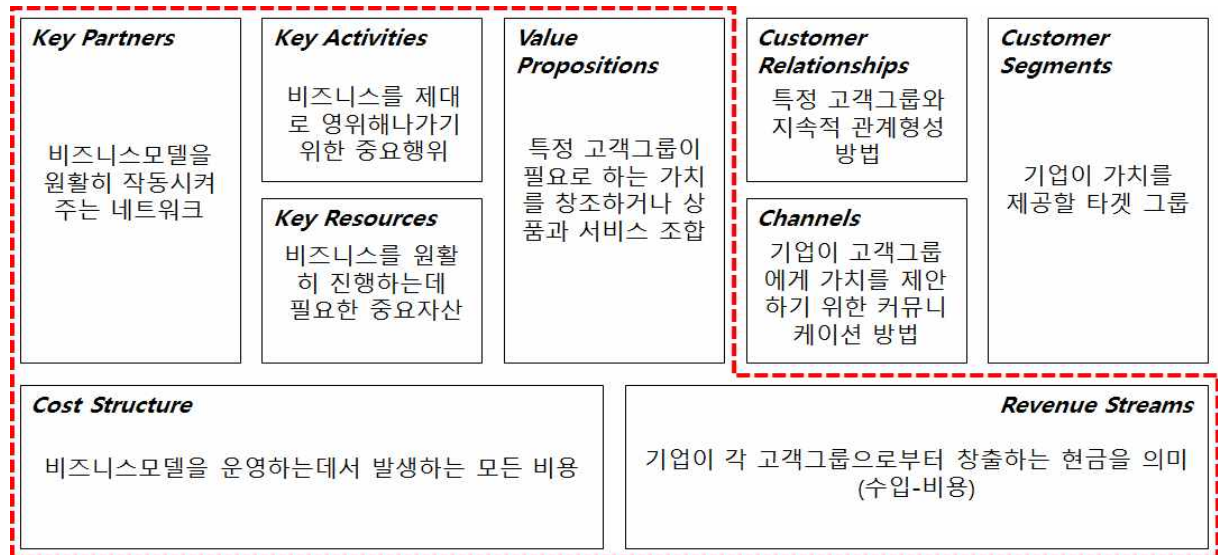 Key Partners
비즈니스모델을
원활히 작동시켜
주는 네트워크
Key Activities
비즈니스를 제대
로 영위해나가기
위한 중요행위
Key Resources
비즈니스를 원활
히 진행하는데
필요한 중요자산
Value
Propositions
특정 고객그룹이
필요로 하는 가치
를 창조하거나 상
품과 서비스 조합
Customer
Relationships
특정 고객그룹와
지속적 관계형성
방법
Channels
기업이 고객그룹
에게 가치를 제안
하기 위한 커뮤니
케이션 방법
Customer
Segments
기업이 가치를
제공할 타겟 그룹
Cost Structure
비즈니스모델을 운영하는데서 발생하는 모든 비용
Revenue Streams
기업이 각 고객그룹으로부터 창출하는 현금을 의미
(수입-비용)